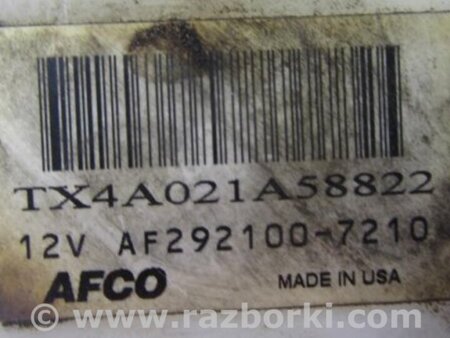 TX4A021A58822
12V AF292100-7210
AFCO MADE IN USA
www.razborki.com